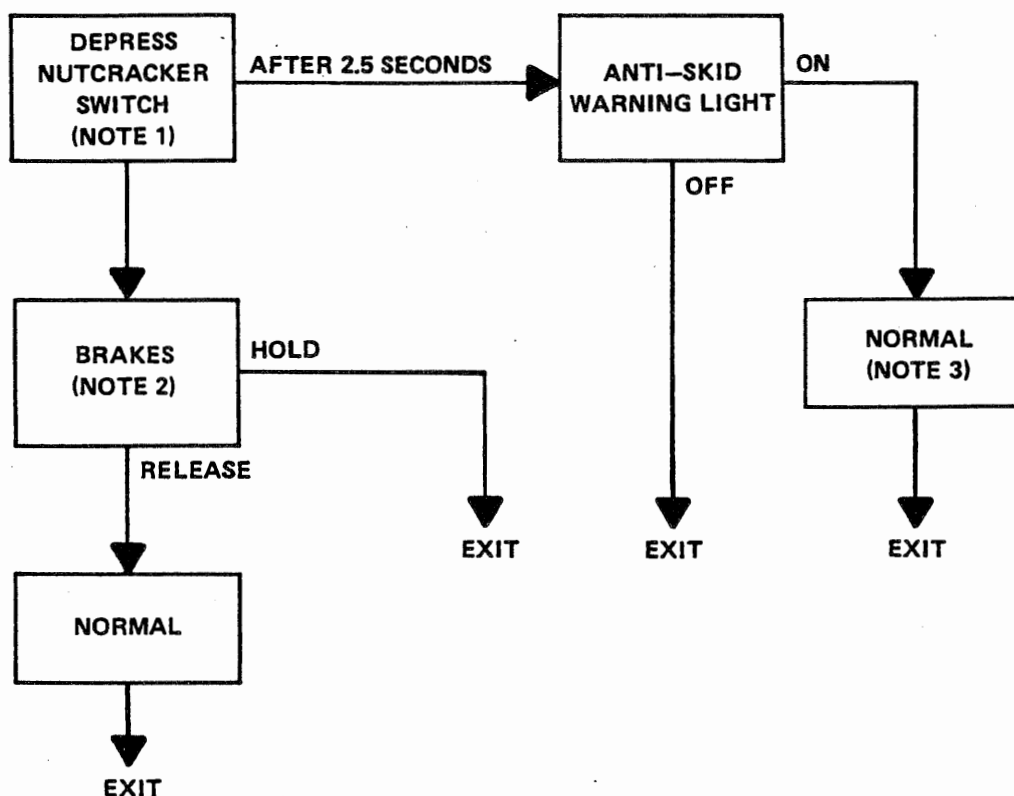 DEPRESS
NUTCRACKER
SWITCH
(NOTE 1)
AFTER 2.5 SECONDS
ANTI–SKID
WARNING LIGHT
ON
OFF
BRAKES
(NOTE 2)
HOLD
NORMAL
(NOTE 3)
RELEASE
EXIT
EXIT
EXIT
NORMAL
EXIT